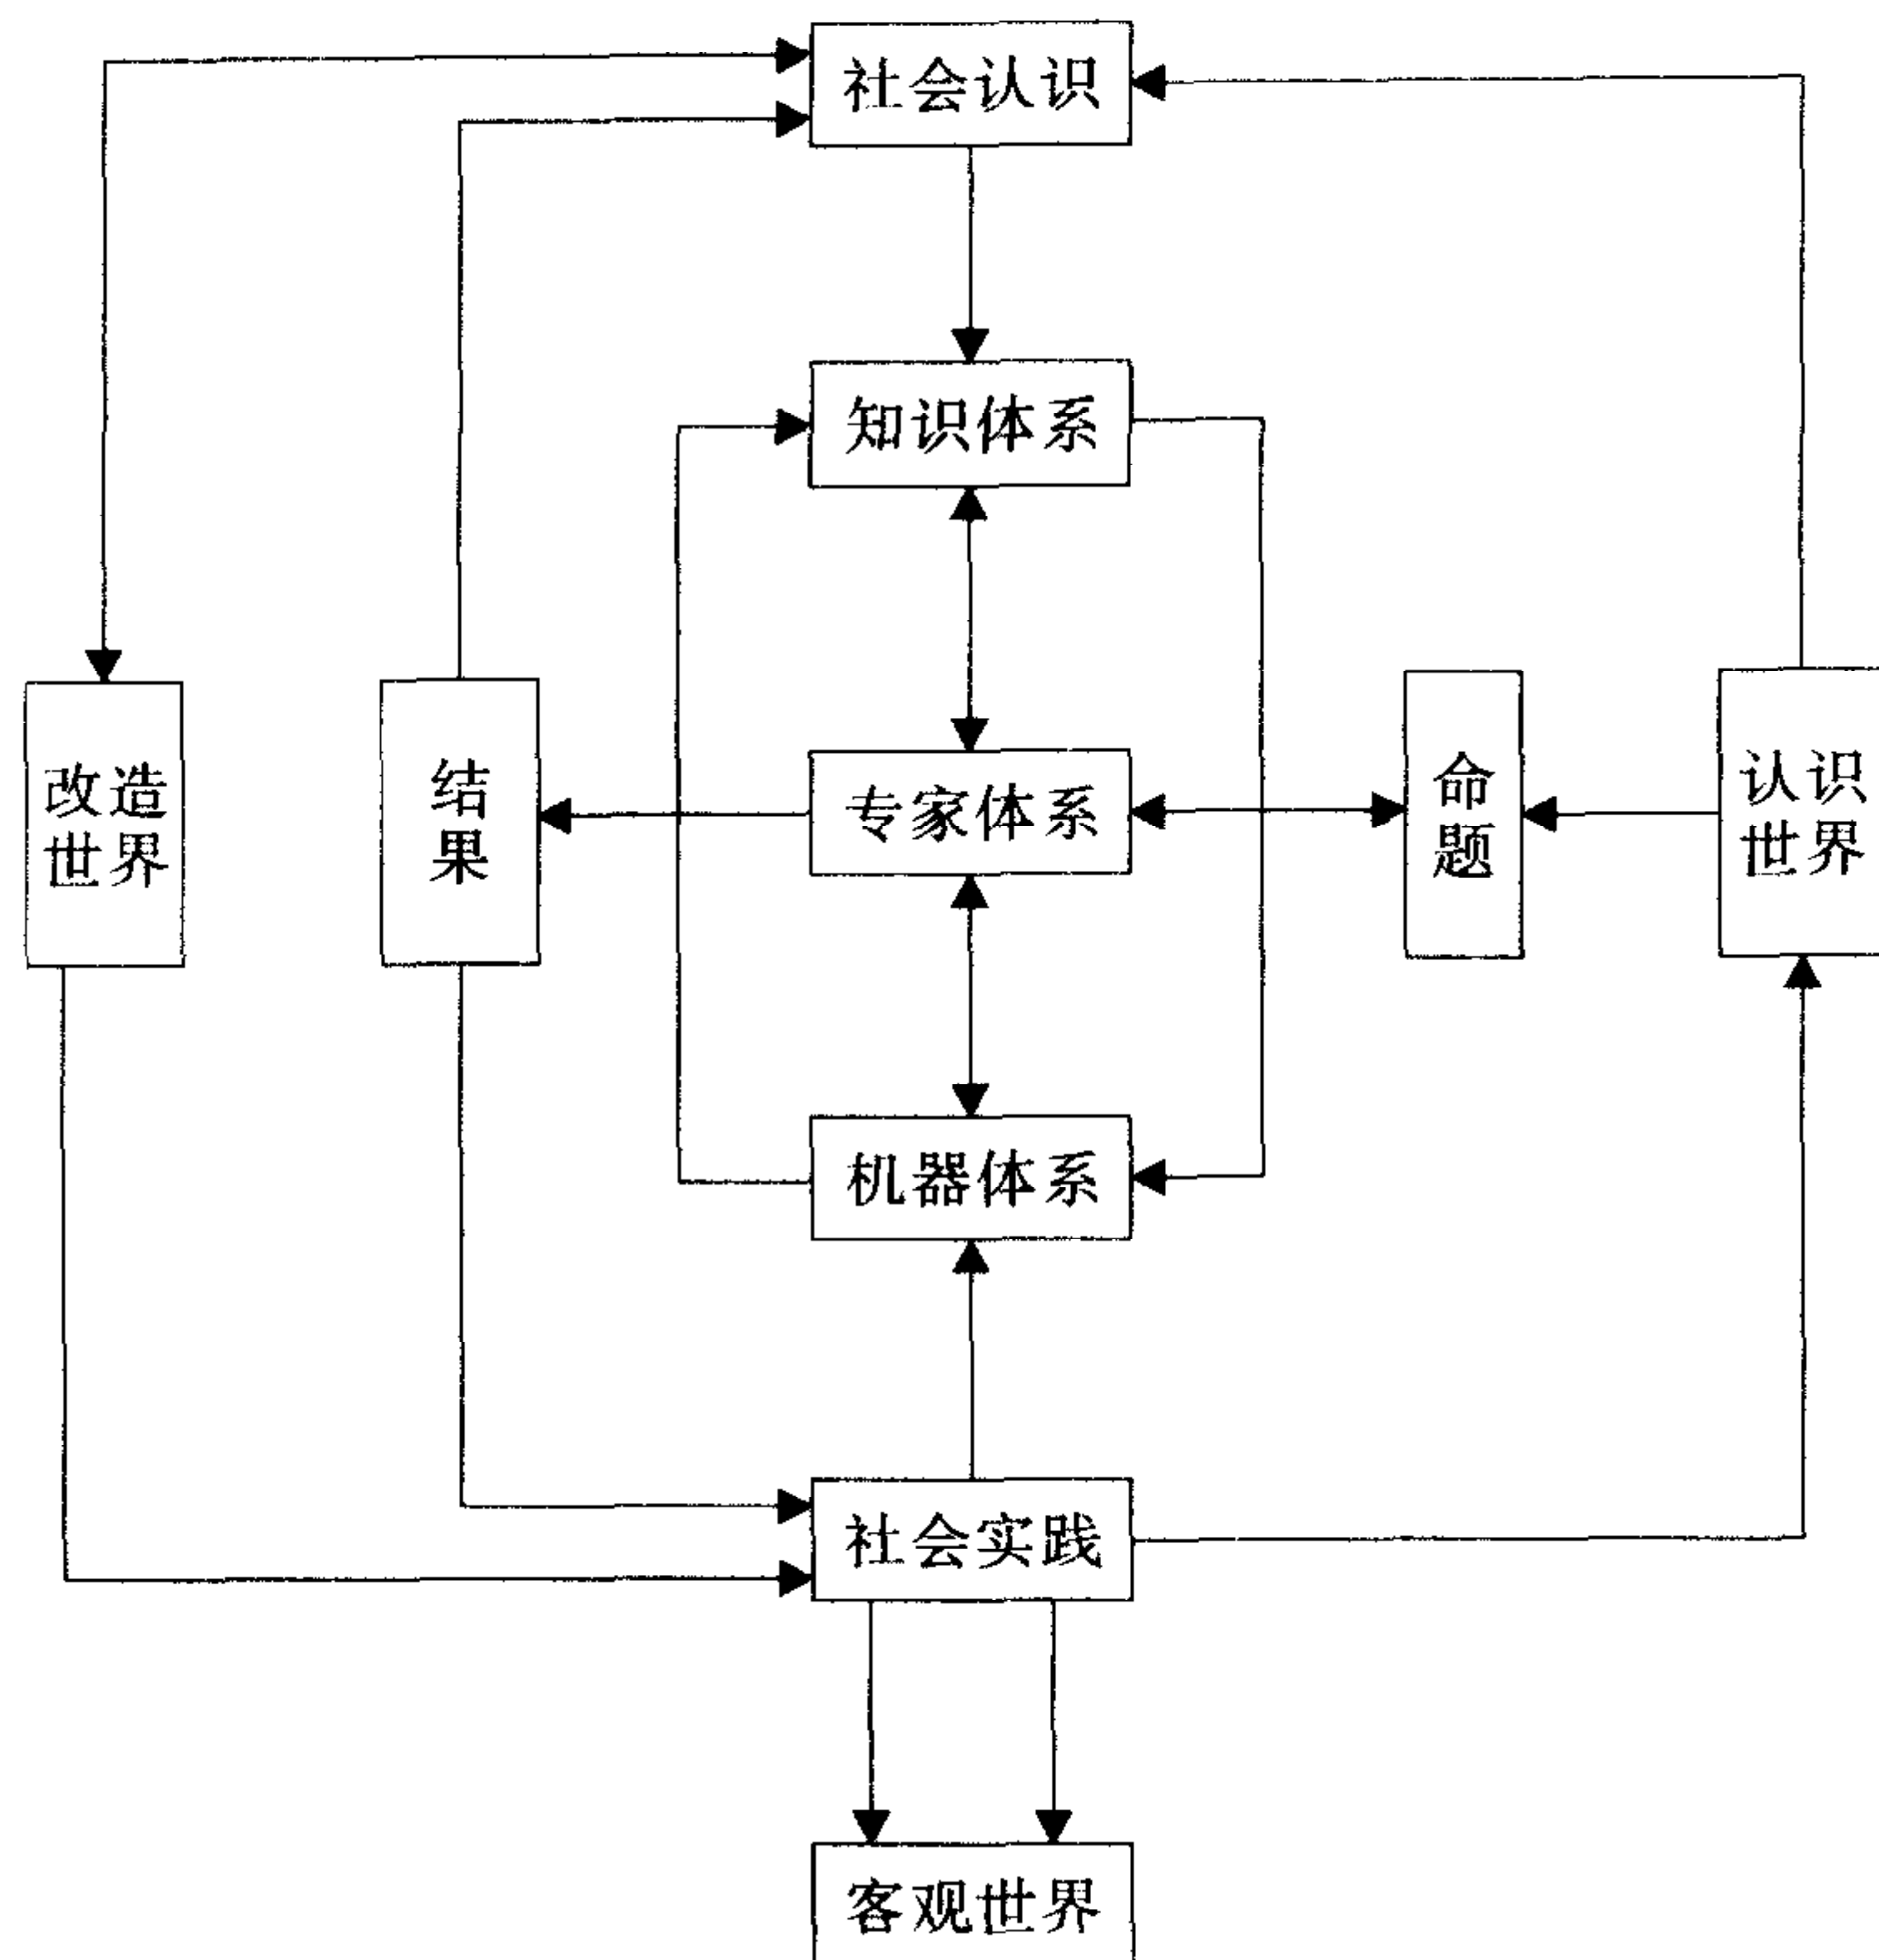 社会认识
知识体系
改造
世界
结
果
专家体系
命
题
认识
世界
机器体系
社会实践
客观世界